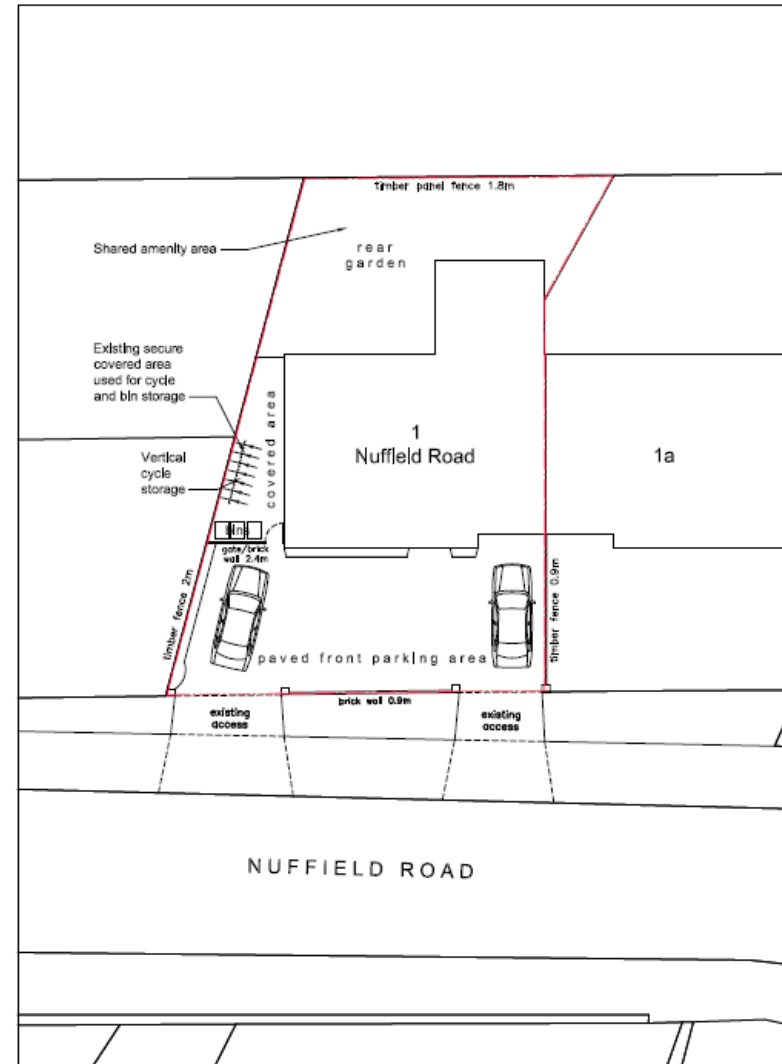 timber panel fence 1.8m
Shared amenity area
rear
garden
Existing secure
covered area
used for cycle
and bin storage
covered area
1
Nuffield Road
1a
Vertical
cycle
storage
bins
gate/brick
wall 2.4m
timber fence 2m
timber fence 0.9m
paved front parking area
brick wall 0.9m
existing
access
existing
access
NUFFIELD ROAD